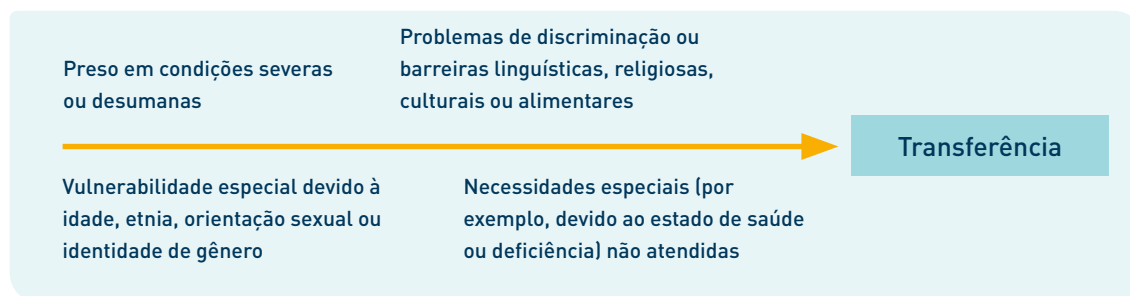 Preso em condições severas
ou desumanas
Problemas de discriminação ou
barreiras linguísticas, religiosas,
culturais ou alimentares
Transferência
Vulnerabilidade especial devido à
idade, etnia, orientação sexual ou
identidade de gênero
Necessidades especiais (por
exemplo, devido ao estado de saúde
ou deficiência) não atendidas